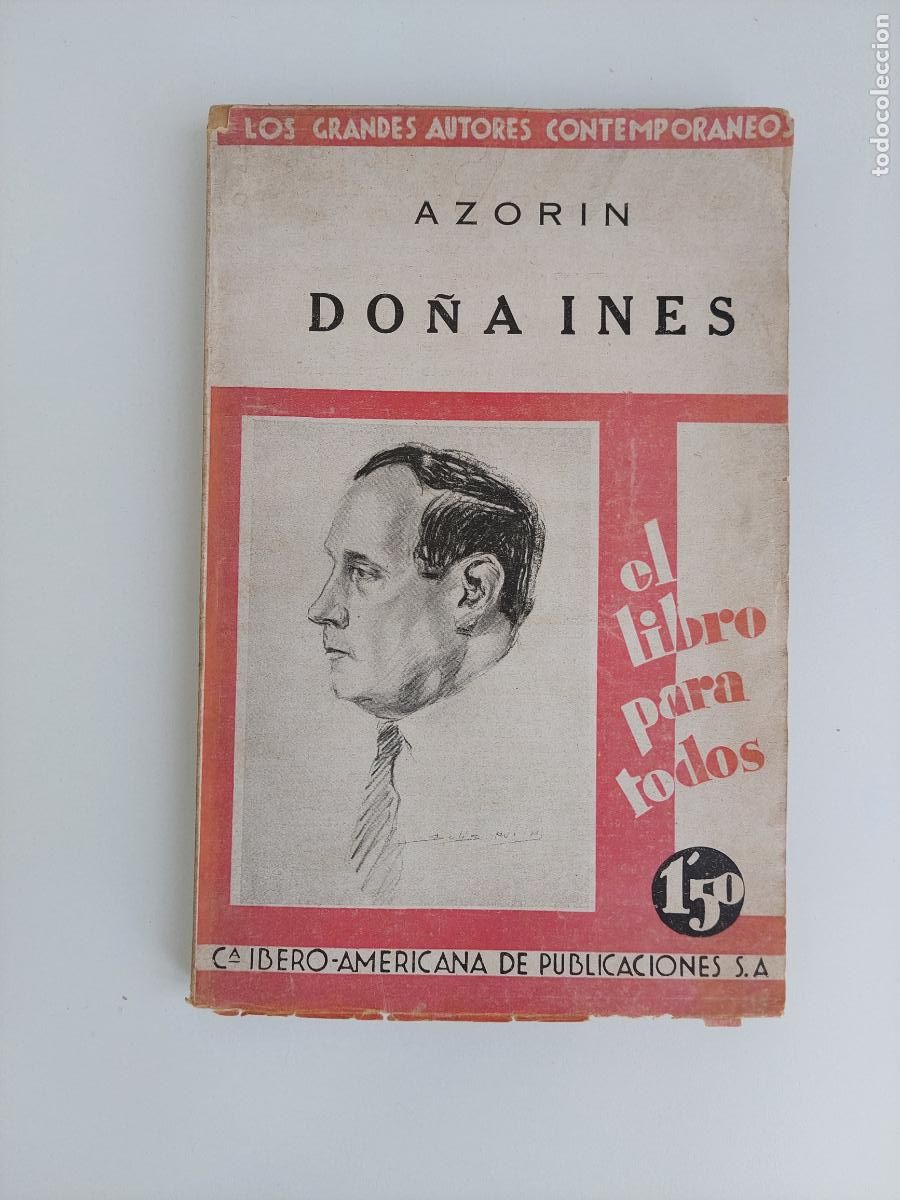 LOS GRANDES AUTORES CONTEMPORANEOS
AZORIN
DOÑA INES
el
libro
para
todos
1'50
Cª IBERO-AMERICANA DE PUBLICACIONES S.A
todocoleccion